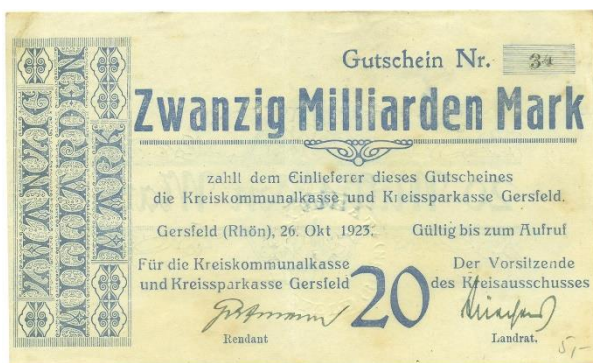 ZWANZIG
MILLIARDEN
MARK
Gutschein Nr. 34
Zwanzig Milliarden Mark
zahlt dem Einlieferer dieses Gutscheines
die Kreiskommunalkasse und Kreissparkasse Gersfeld.
Gersfeld (Rhön), 26. Okt 1923. Gültig bis zum Aufruf
Für die Kreiskommunalkasse
und Kreissparkasse Gersfeld
20
Der Vorsitzende
des Kreisausschusses
Rendant
Landrat.
5,-